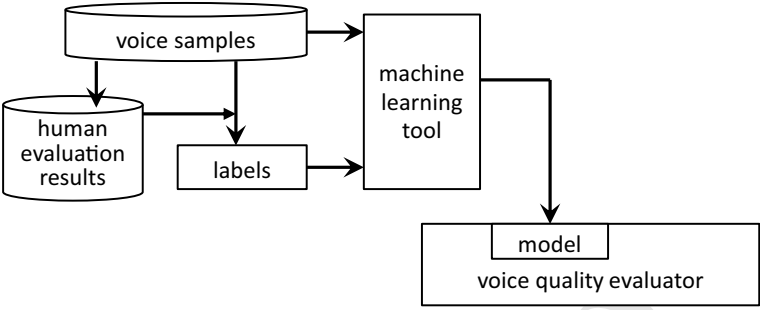 voice samples
machine
learning
tool
human
evaluation
results
labels
model
voice quality evaluator